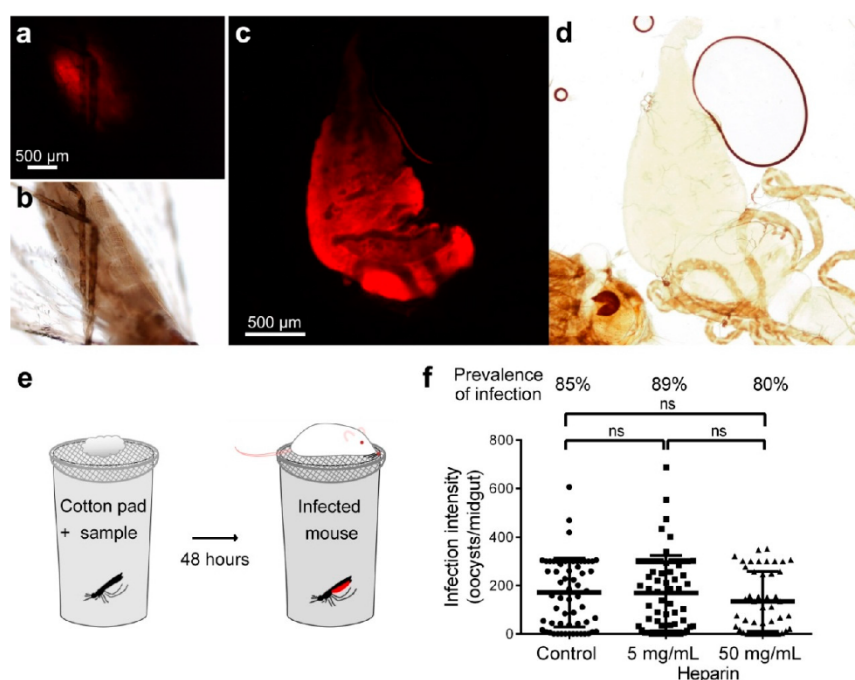 a
500 µm
b
c
500 µm
d
e
Cotton pad
+ sample
48 hours
Infected
mouse
f
Prevalence
of infection
85% 89% 80%
ns
ns ns
Infection intensity
(oocysts/midgut)
800
600
400
200
0
Control 5 mg/mL 50 mg/mL
Heparin